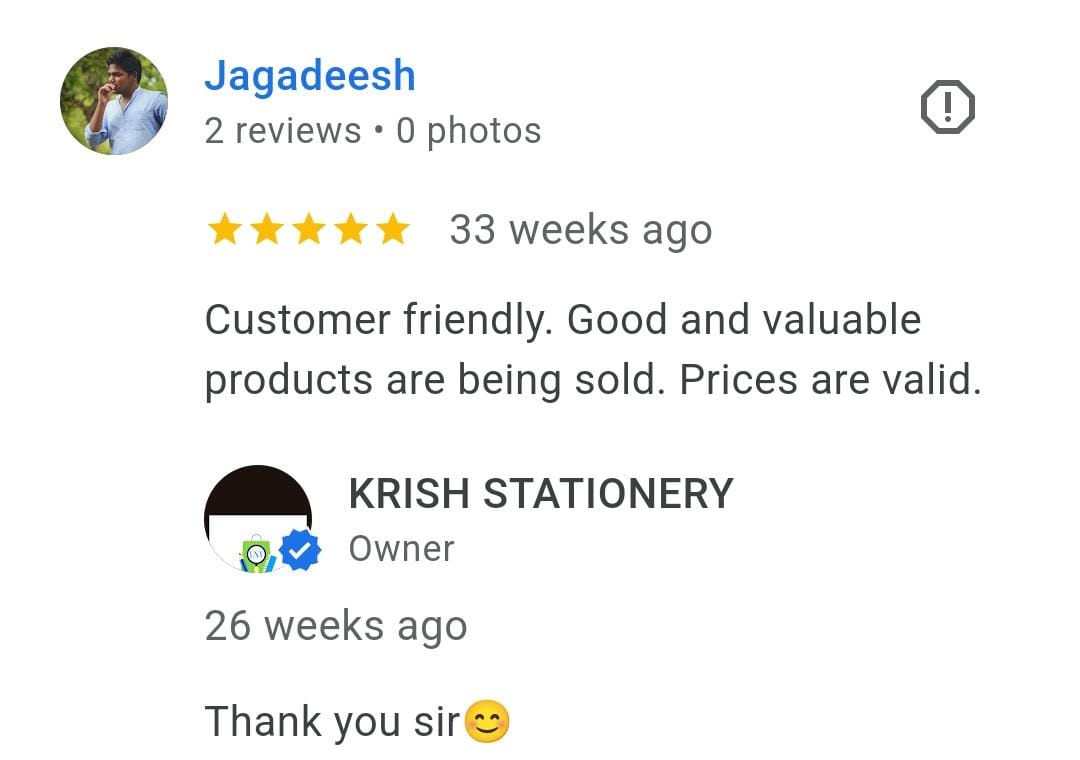 Jagadeesh
2 reviews • 0 photos
33 weeks ago
Customer friendly. Good and valuable
products are being sold. Prices are valid.
KRISH STATIONERY
Owner
26 weeks ago
Thank you sir😊